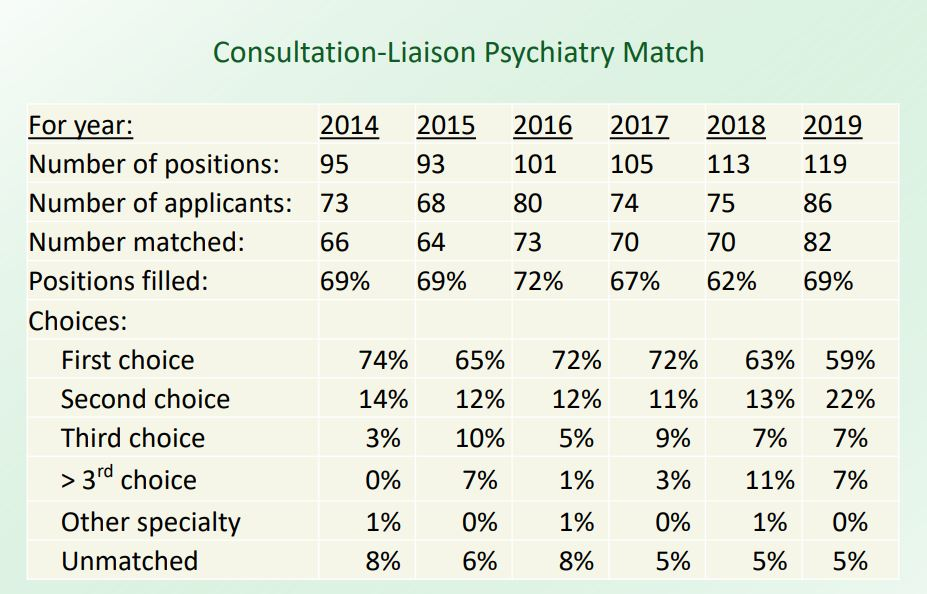 Consultation-Liaison Psychiatry Match
For year: 2014 2015 2016 2017 2018 2019
Number of positions: 95 93 101 105 113 119
Number of applicants: 73 68 80 74 75 86
Number matched: 66 64 73 70 70 82
Positions filled: 69% 69% 72% 67% 62% 69%
Choices:
First choice 74% 65% 72% 72% 63% 59%
Second choice 14% 12% 12% 11% 13% 22%
Third choice 3% 10% 5% 9% 7% 7%
> 3rd choice 0% 7% 1% 3% 11% 7%
Other specialty 1% 0% 1% 0% 1% 0%
Unmatched 8% 6% 8% 5% 5% 5%